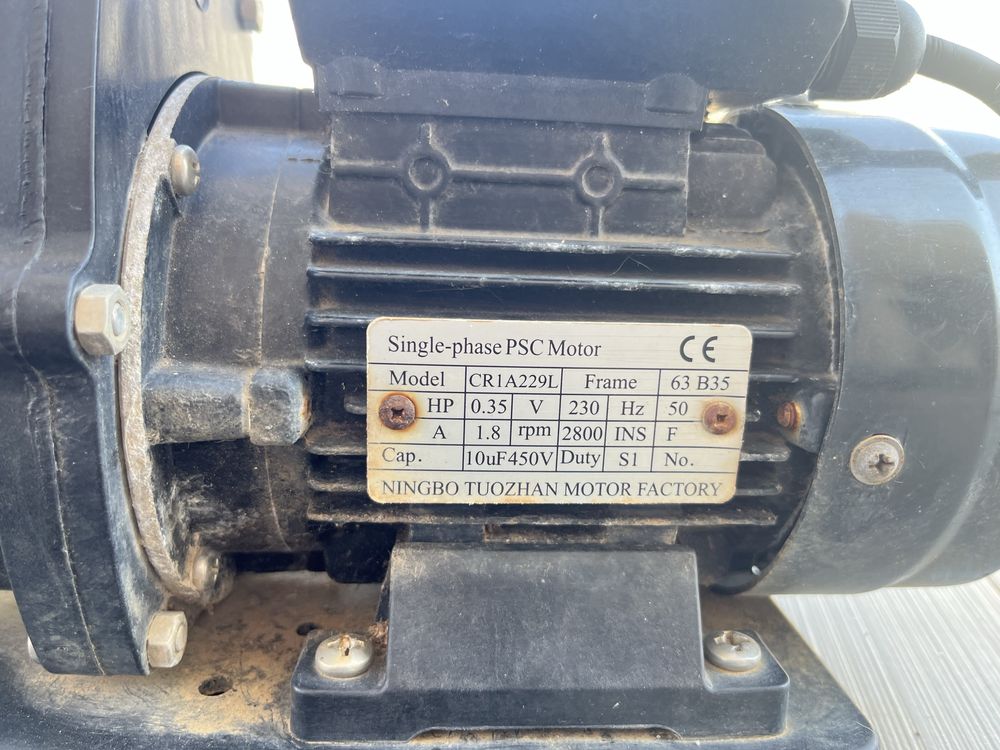 Single-phase PSC Motor CE
Model CR1A229L Frame 63 B35
HP 0.35 V 230 Hz 50
A 1.8 rpm 2800 INS F
Cap. 10uF450V Duty S1 No.
NINGBO TUOZHAN MOTOR FACTORY